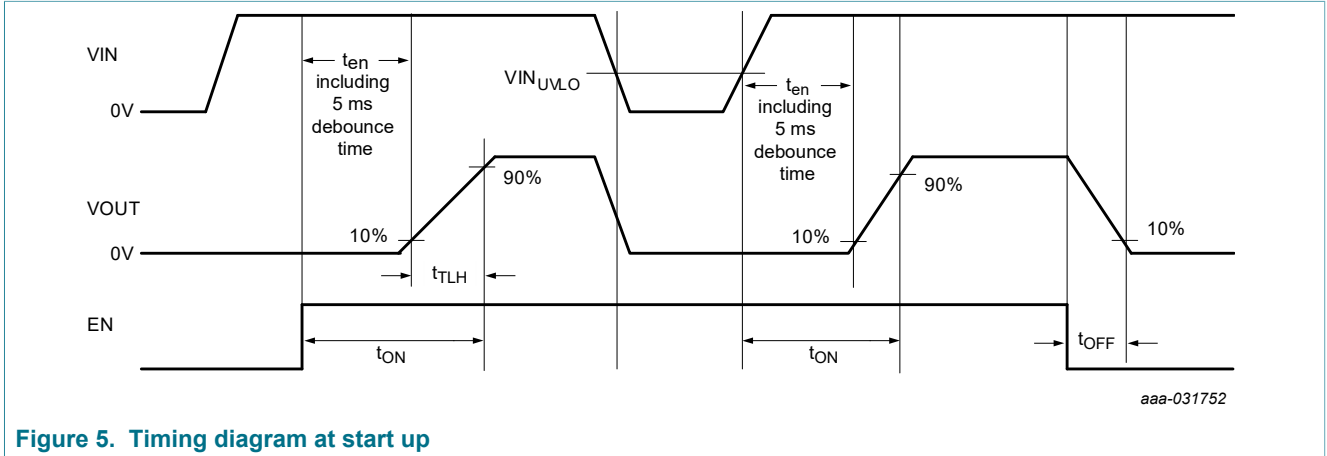 VIN
0V
ten
including
5 ms
debounce
time
VINUVLO
ten
including
5 ms
debounce
time
VOUT
0V
10%
90%
tTLH
10%
90%
10%
EN
tON
tON
tOFF
aaa-031752
Figure 5. Timing diagram at start up